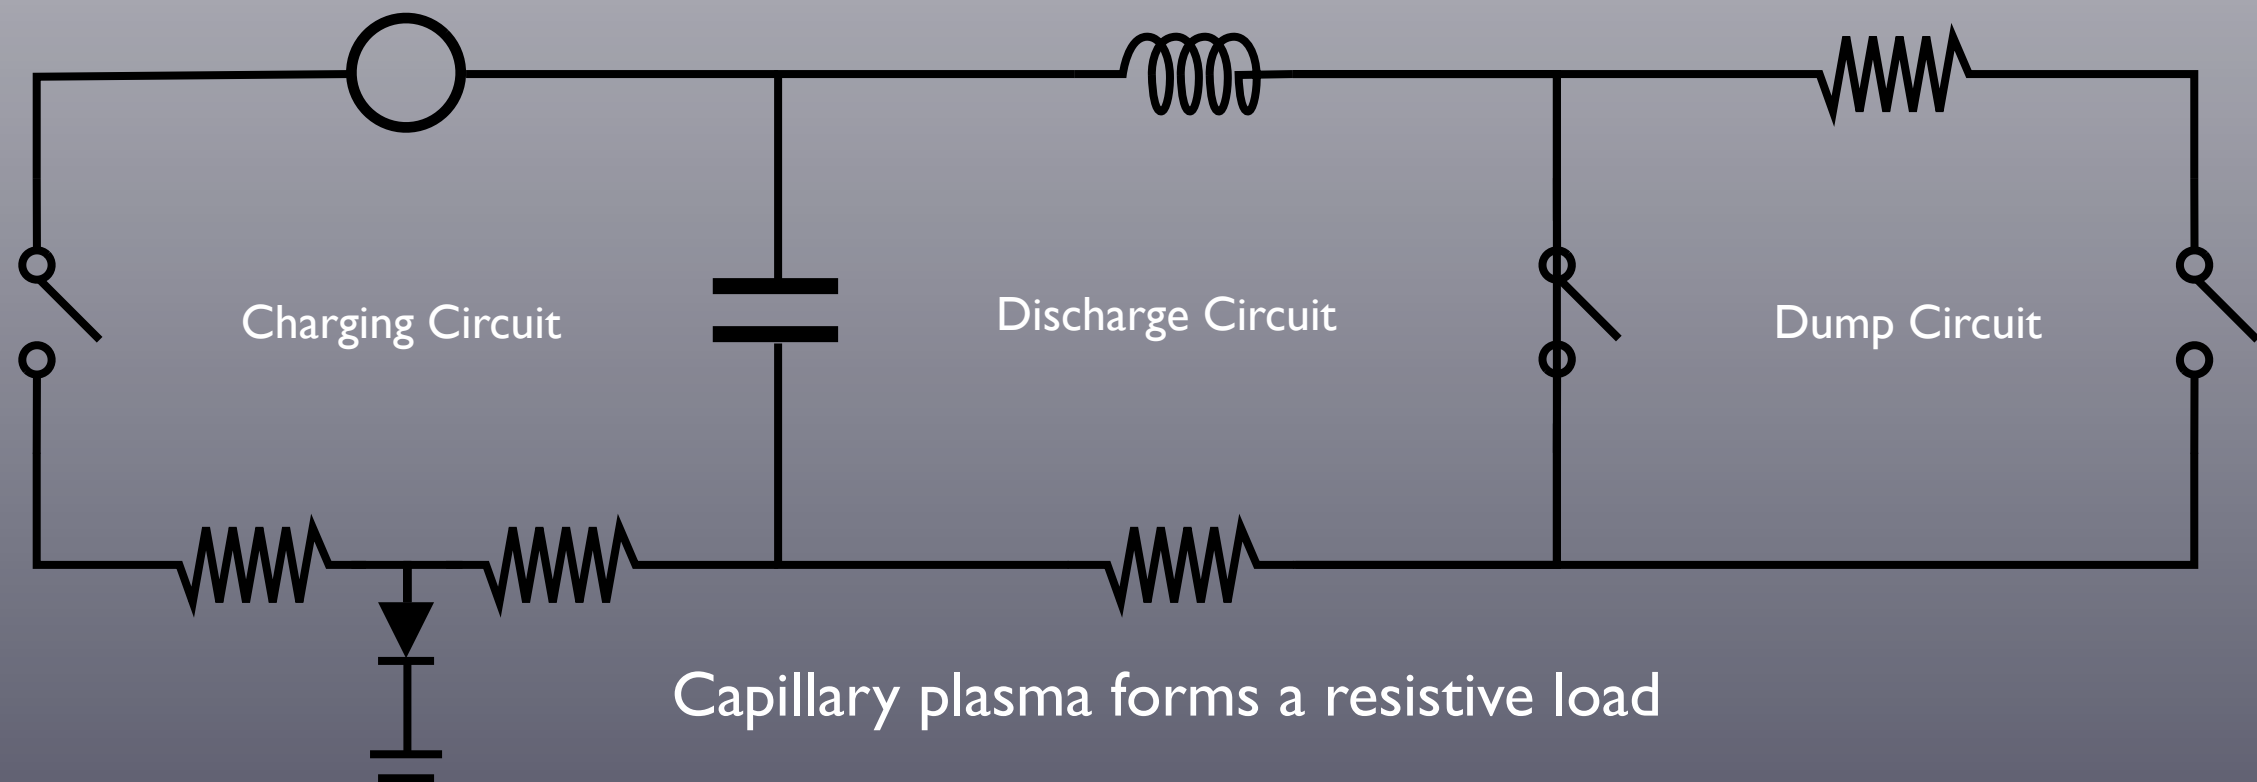 Charging Circuit
Discharge Circuit
Dump Circuit
Capillary plasma forms a resistive load